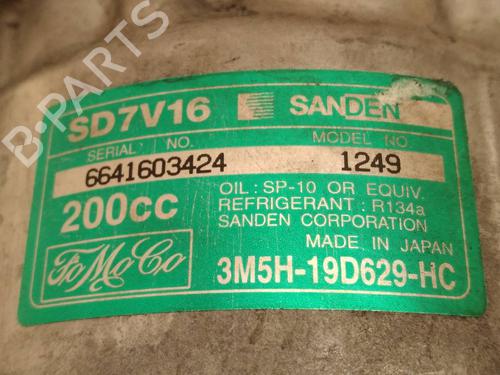 B-PARTS
SD7V16 SANDEN
SERIAL NO. MODEL NO
6641603424 1249
200cc
OIL : SP-10 OR EQUIV.
REFRIGERANT : R134a
SANDEN CORPORATION
MADE IN JAPAN
FoMoCo
3M5H-19D629-HC